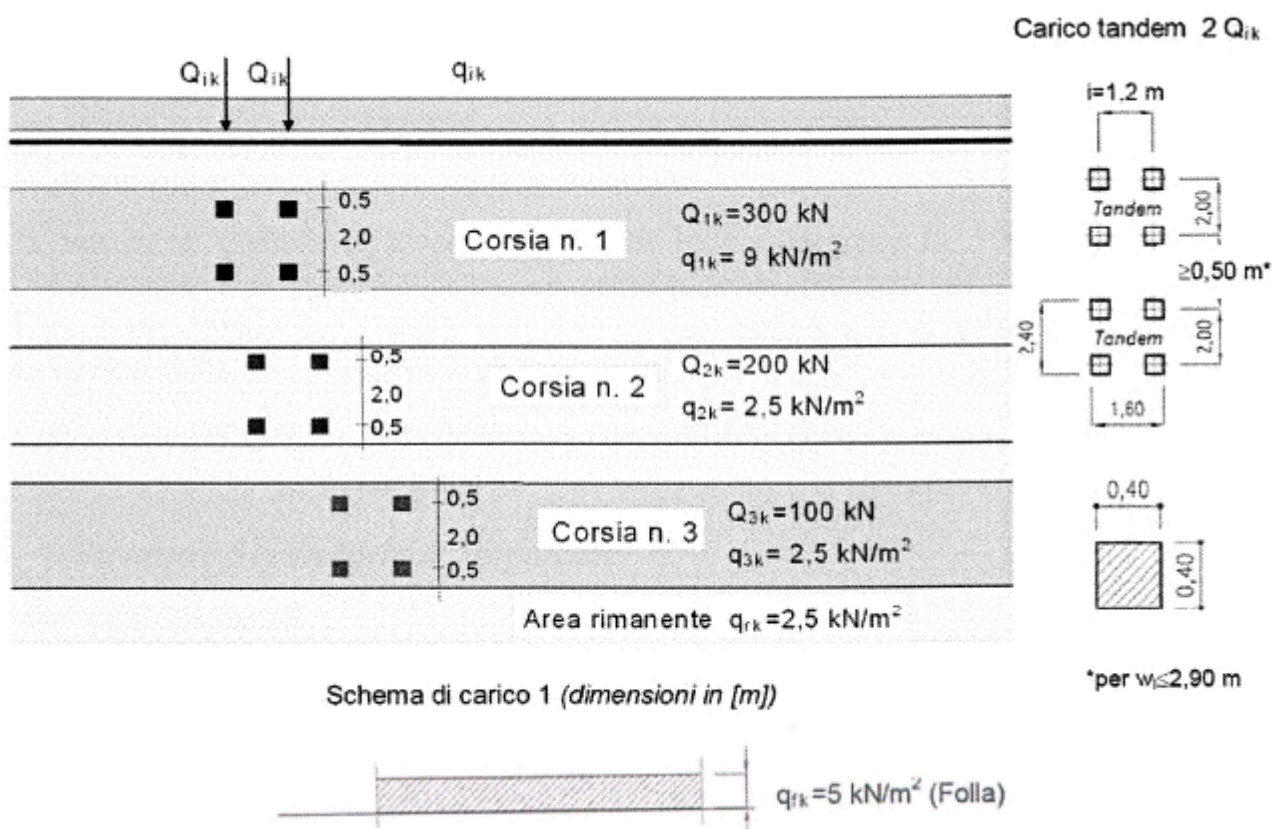 Carico tandem 2 Qik
Qik Qik qik
i=1,2 m
0,5
2,0
0,5
Corsia n. 1
Q1k=300 kN
q1k= 9 kN/m²
Tandem
2,00
≥0,50 m*
0,5
2,0
0,5
Corsia n. 2
Q2k=200 kN
q2k= 2,5 kN/m²
2,40
Tandem
2,00
1,60
0,5
2,0
0,5
Corsia n. 3
Q3k=100 kN
q3k= 2,5 kN/m²
0,40
0,40
Area rimanente qrk=2,5 kN/m²
Schema di carico 1 (dimensioni in [m])
*per wl≤2,90 m
qfk=5 kN/m² (Folla)